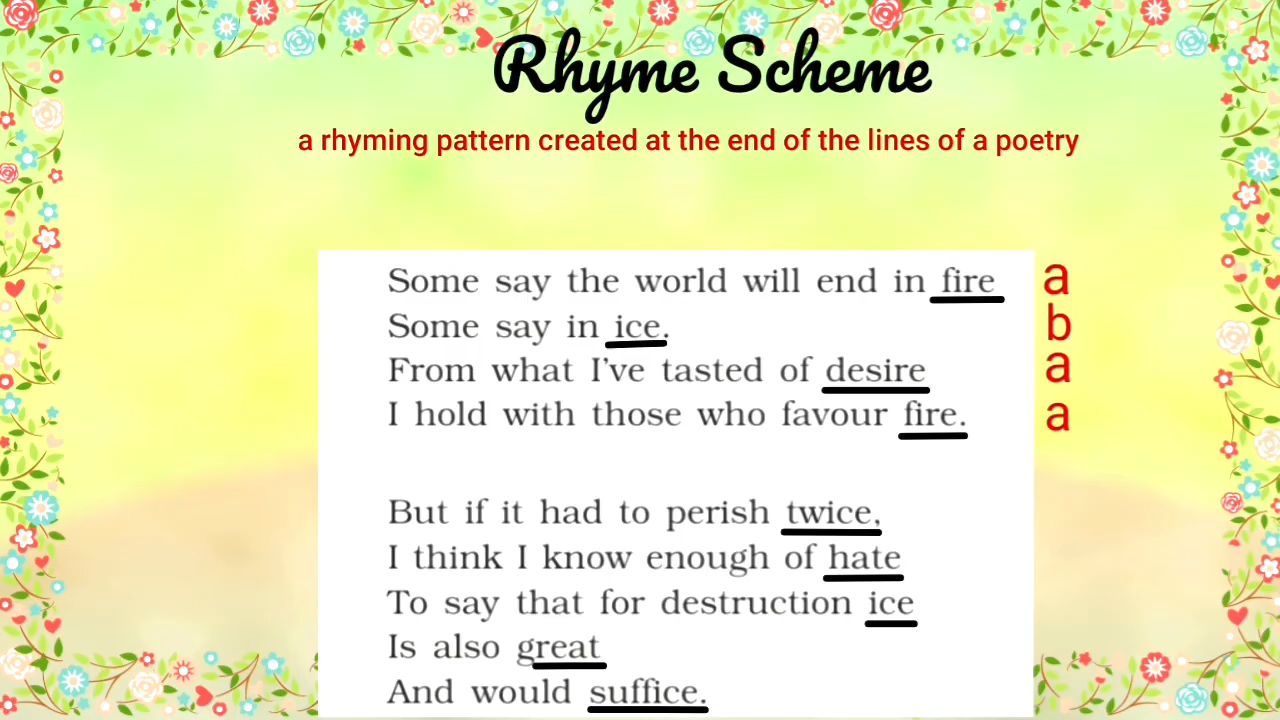 Rhyme Scheme
a rhyming pattern created at the end of the lines of a poetry
Some say the world will end in fire a
Some say in ice. b
From what I've tasted of desire a
I hold with those who favour fire. a
But if it had to perish twice,
I think I know enough of hate
To say that for destruction ice
Is also great
And would suffice.